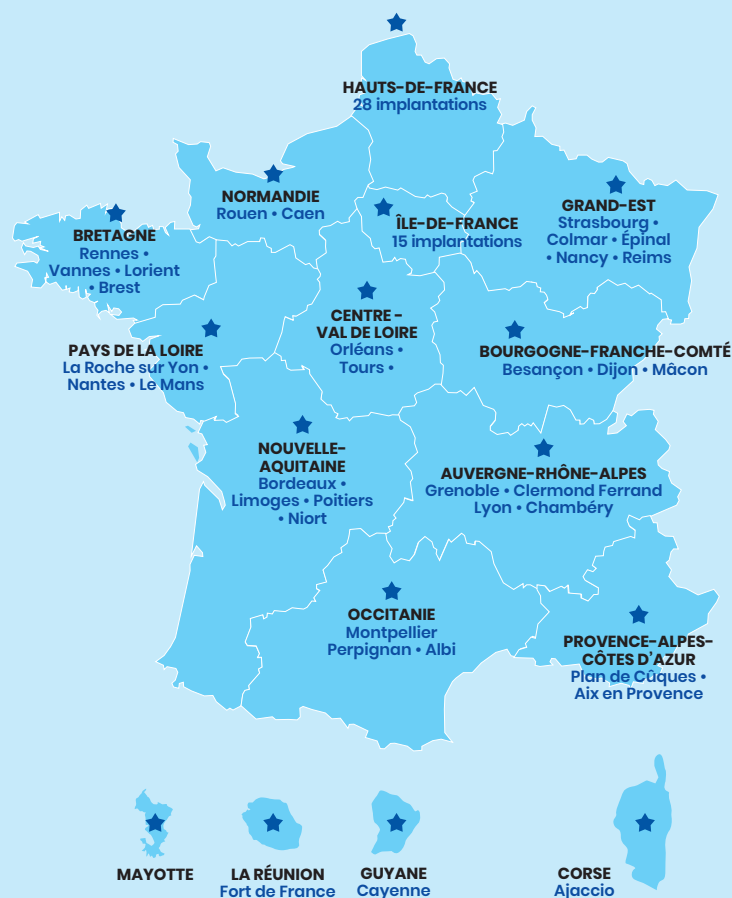 HAUTS-DE-FRANCE
28 implantations
NORMANDIE
Rouen • Caen
ÎLE-DE-FRANCE
15 implantations
GRAND-EST
Strasbourg •
Colmar • Épinal
• Nancy • Reims
BRETAGNE
Rennes •
Vannes • Lorient
• Brest
CENTRE -
VAL DE LOIRE
Orléans •
Tours •
PAYS DE LA LOIRE
La Roche sur Yon •
Nantes • Le Mans
BOURGOGNE-FRANCHE-COMTÉ
Besançon • Dijon • Mâcon
NOUVELLE-
AQUITAINE
Bordeaux •
Limoges • Poitiers
• Niort
AUVERGNE-RHÔNE-ALPES
Grenoble • Clermond Ferrand
Lyon • Chambéry
OCCITANIE
Montpellier
Perpignan • Albi
PROVENCE-ALPES-
CÔTES D'AZUR
Plan de Cûques •
Aix en Provence
MAYOTTE
LA RÉUNION
Fort de France
GUYANE
Cayenne
CORSE
Ajaccio